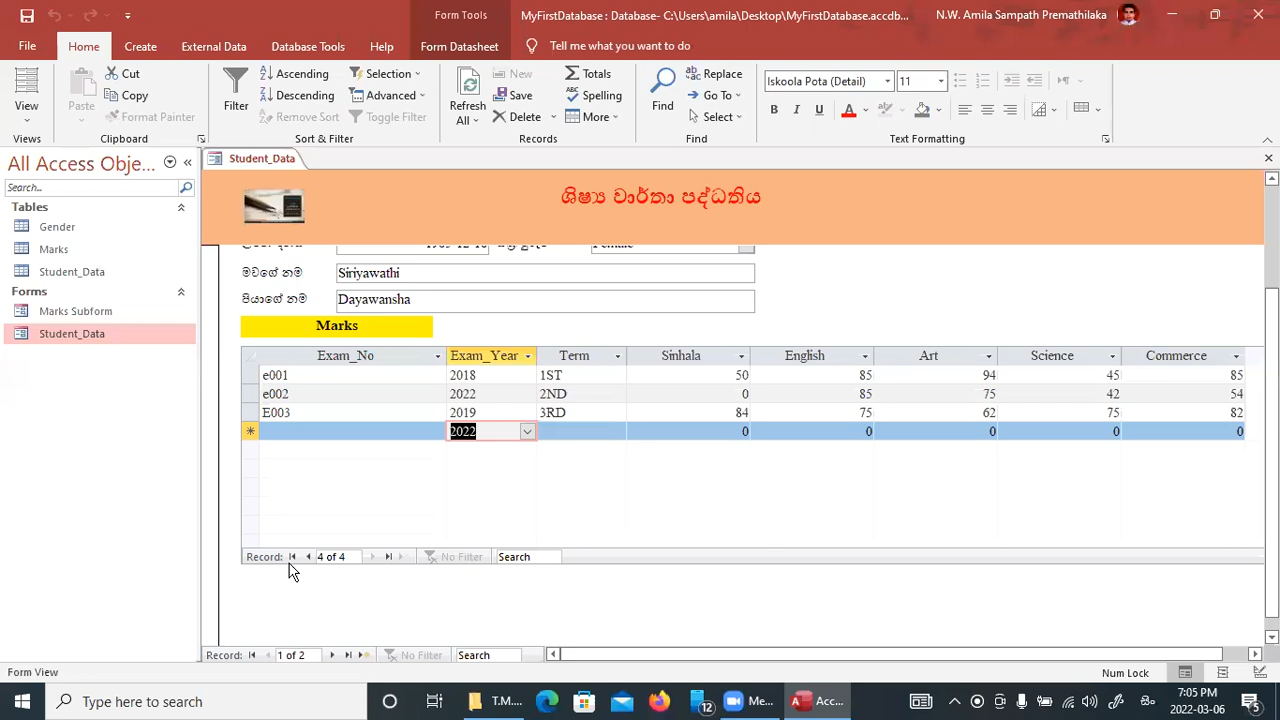 Form Tools
MyFirstDatabase : Database- C:\Users\amila\Desktop\MyFirstDatabase.accdb...
N.W. Amila Sampath Premathilaka
File Home Create External Data Database Tools Help Form Datasheet Tell me what you want to do
View
Views
Paste
Cut
Copy
Format Painter
Clipboard
Filter
Ascending
Descending
Remove Sort
Selection
Advanced
Toggle Filter
Sort & Filter
Refresh
All
New
Save
Delete
Totals
Spelling
More
Records
Find
Replace
Go To
Select
Find
Iskoola Pota (Detail) 11
B I U A
Text Formatting
All Access Obje...
Search...
Tables
Gender
Marks
Student_Data
Forms
Marks Subform
Student_Data
Student_Data
ශිෂ්‍ය වාර්තා පද්ධතිය
මවගේ නම Siriyawathi
පියාගේ නම Dayawansha
Marks
Exam_No Exam_Year Term Sinhala English Art Science Commerce
e001 2018 1ST 50 85 94 45 85
e002 2022 2ND 0 85 75 42 54
E003 2019 3RD 84 75 62 75 82
2022 0 0 0 0 0
Record: 4 of 4 No Filter Search
Record: 1 of 2 No Filter Search
Form View
Num Lock
Type here to search
12
T.M....
Me...
Acc...
7:05 PM
2022-03-06
5